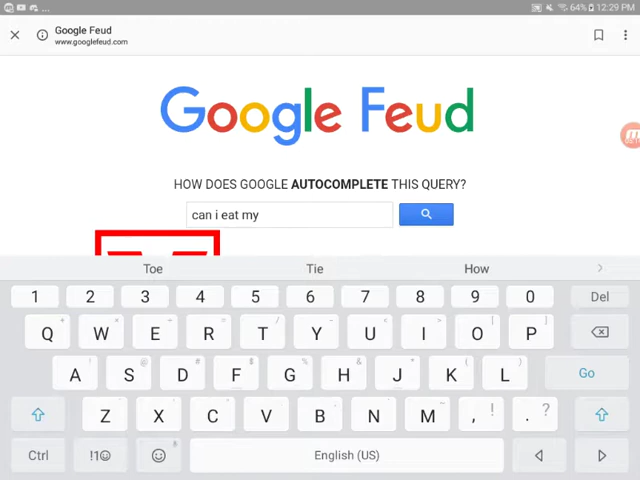 64% 12:29 PM
Google Feud
www.googlefeud.com
Google Feud
HOW DOES GOOGLE AUTOCOMPLETE THIS QUERY?
can i eat my
Toe Tie How
1 2 3 4 5 6 7 8 9 0 Del
Q W E R T Y U I O P
A S D F G H J K L Go
Z X C V B N M , ! . ?
Ctrl !1☺ English (US)